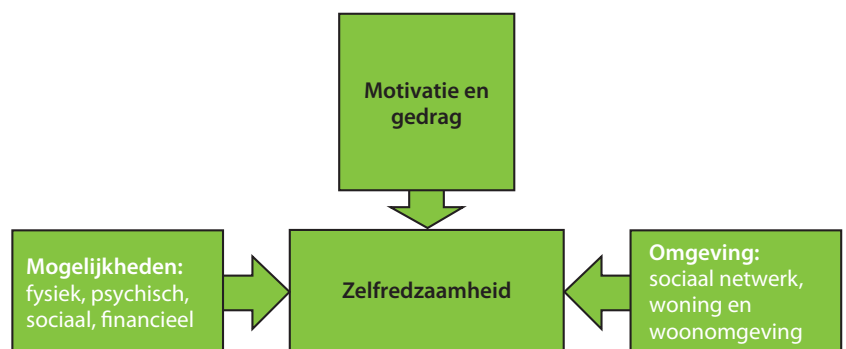 Motivatie en
gedrag
Mogelijkheden:
fysiek, psychisch,
sociaal, financieel
Zelfredzaamheid
Omgeving:
sociaal netwerk,
woning en
woonomgeving